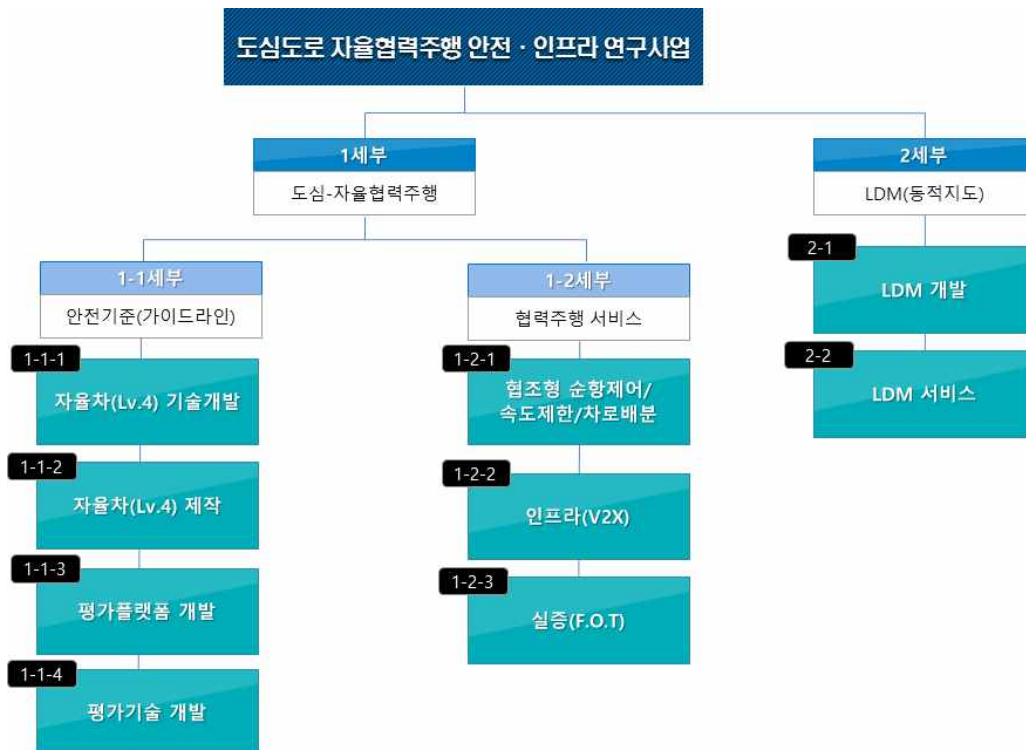 도심도로 자율협력주행 안전 · 인프라 연구사업
1세부
도심-자율협력주행
2세부
LDM(동적지도)
1-1세부
안전기준(가이드라인)
1-1-1
자율차(Lv.4) 기술개발
1-1-2
자율차(Lv.4) 제작
1-1-3
평가플랫폼 개발
1-1-4
평가기술 개발
1-2세부
협력주행 서비스
1-2-1
협조형 순항제어/
속도제한/차로배분
1-2-2
인프라(V2X)
1-2-3
실증(F.O.T)
2-1
LDM 개발
2-2
LDM 서비스